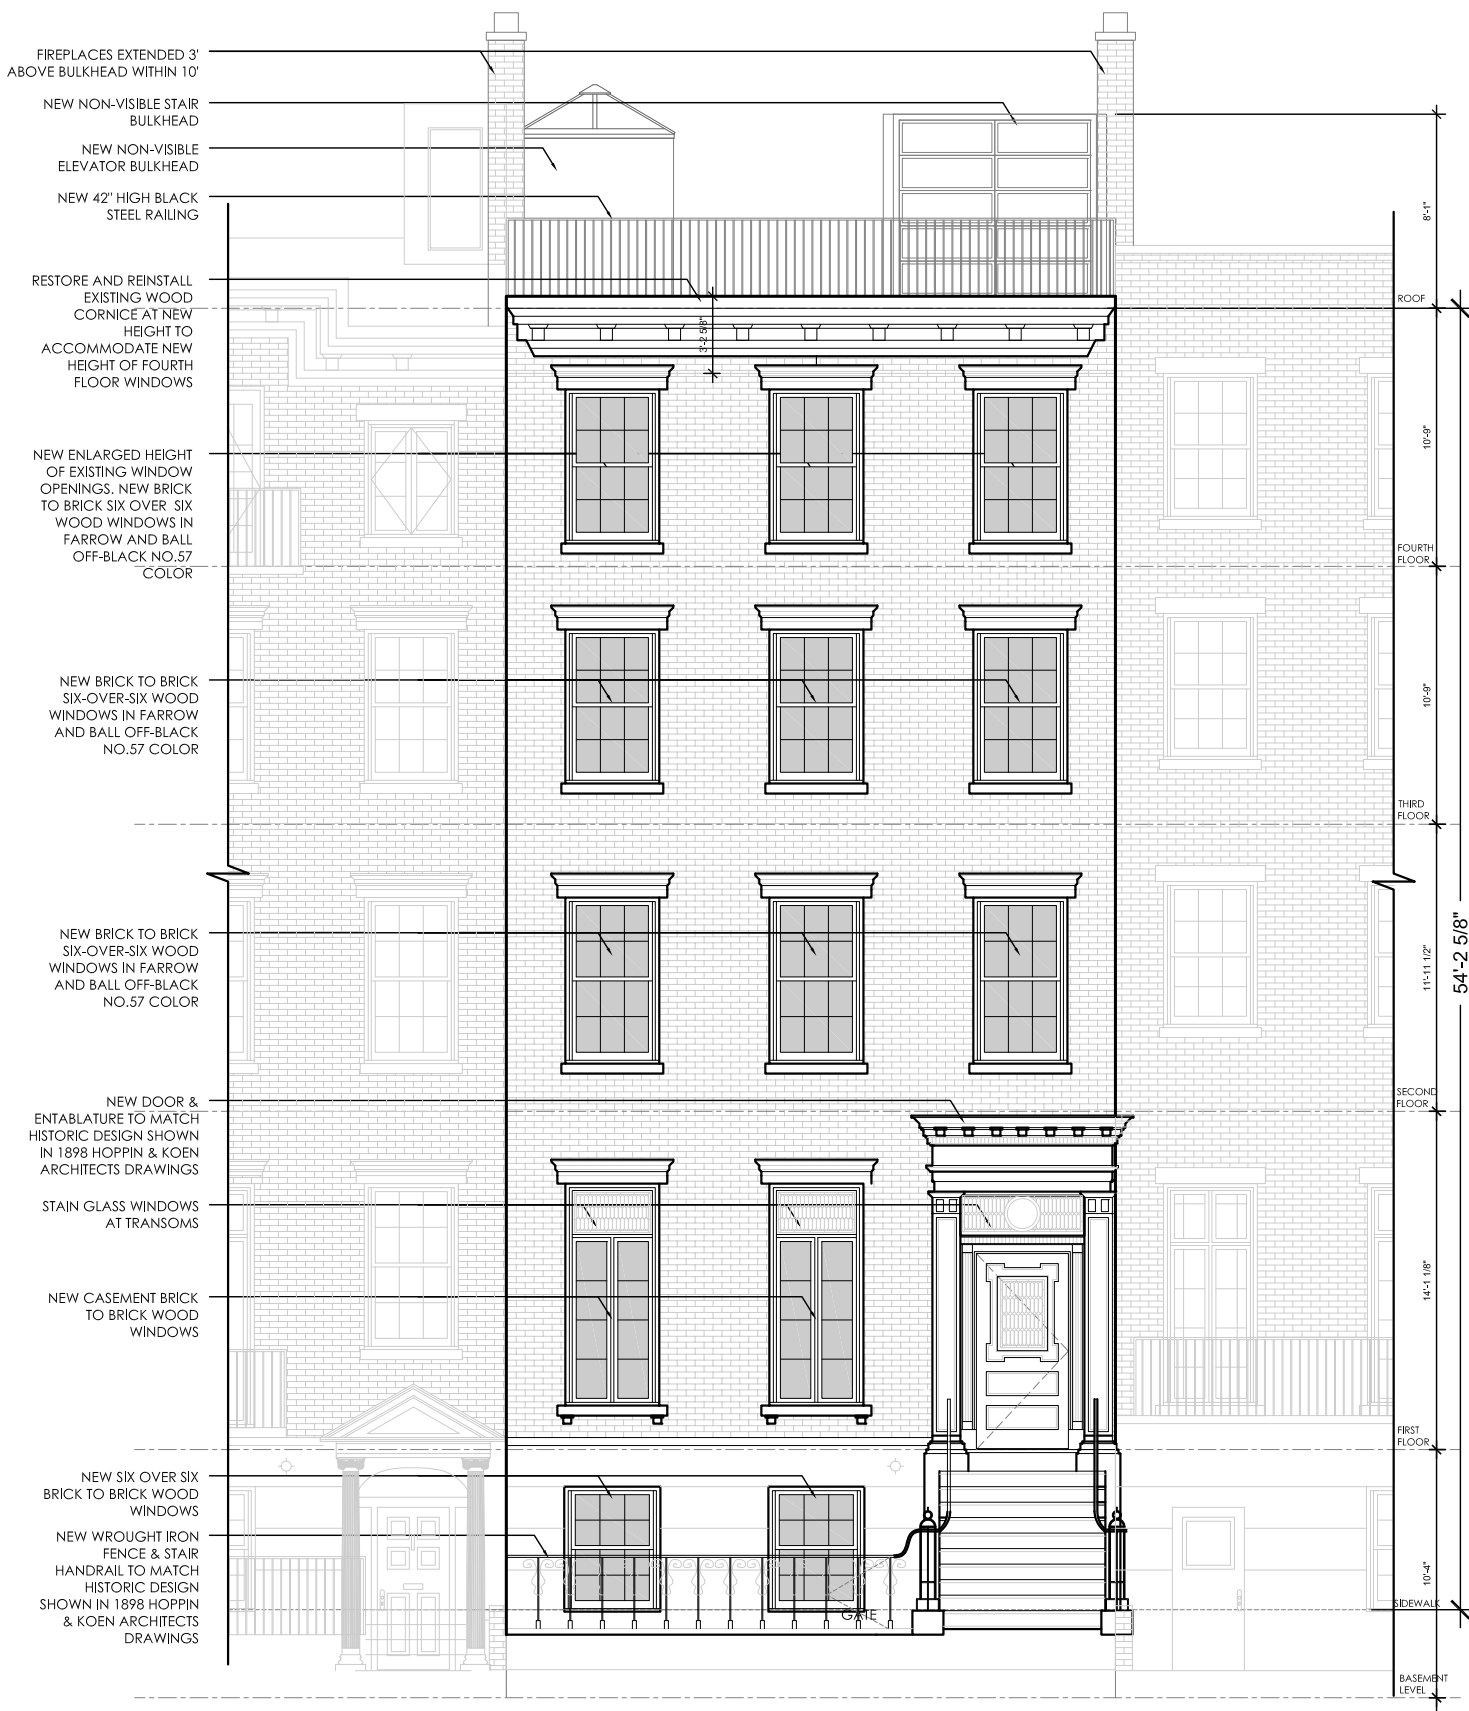 FIREPLACES EXTENDED 3'
ABOVE BULKHEAD WITHIN 10'
NEW NON-VISIBLE STAIR
BULKHEAD
NEW NON-VISIBLE
ELEVATOR BULKHEAD
NEW 42" HIGH BLACK
STEEL RAILING
8'-1"
RESTORE AND REINSTALL
EXISTING WOOD
CORNICE AT NEW
HEIGHT TO
ACCOMMODATE NEW
HEIGHT OF FOURTH
FLOOR WINDOWS
ROOF
3'-2 5/8"
10'-9"
NEW ENLARGED HEIGHT
OF EXISTING WINDOW
OPENINGS. NEW BRICK
TO BRICK SIX OVER SIX
WOOD WINDOWS IN
FARROW AND BALL
OFF-BLACK NO.57
COLOR
FOURTH
FLOOR
NEW BRICK TO BRICK
SIX-OVER-SIX WOOD
WINDOWS IN FARROW
AND BALL OFF-BLACK
NO.57 COLOR
10'-9"
THIRD
FLOOR
NEW BRICK TO BRICK
SIX-OVER-SIX WOOD
WINDOWS IN FARROW
AND BALL OFF-BLACK
NO.57 COLOR
11'-11 1/2"
54'-2 5/8"
SECOND
FLOOR
NEW DOOR &
ENTABLATURE TO MATCH
HISTORIC DESIGN SHOWN
IN 1898 HOPPIN & KOEN
ARCHITECTS DRAWINGS
STAIN GLASS WINDOWS
AT TRANSOMS
14'-1 1/8"
NEW CASEMENT BRICK
TO BRICK WOOD
WINDOWS
FIRST
FLOOR
NEW SIX OVER SIX
BRICK TO BRICK WOOD
WINDOWS
NEW WROUGHT IRON
FENCE & STAIR
HANDRAIL TO MATCH
HISTORIC DESIGN
SHOWN IN 1898 HOPPIN
& KOEN ARCHITECTS
DRAWINGS
10'-4"
SIDEWALK
GATE
BASEMENT
LEVEL